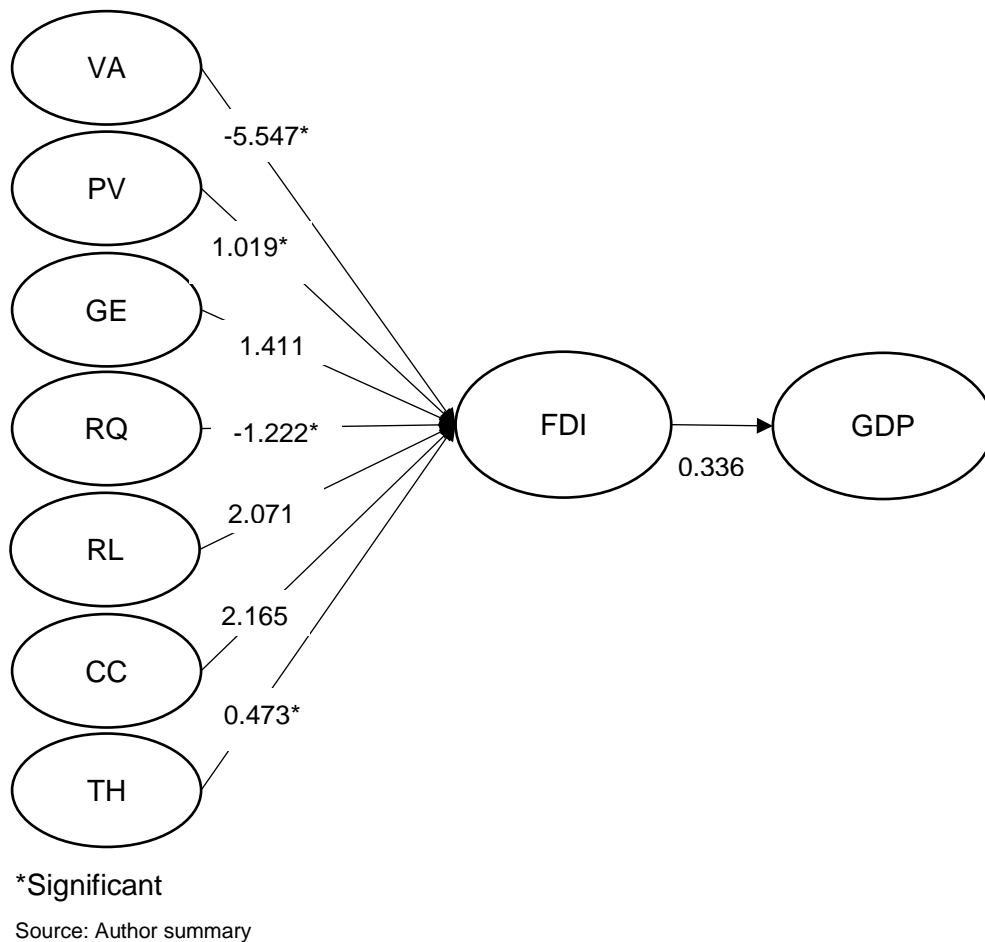 VA
-5.547*
PV
1.019*
GE
1.411
RQ
-1.222*
FDI
GDP
0.336
RL
2.071
CC
2.165
TH
0.473*
*Significant
Source: Author summary